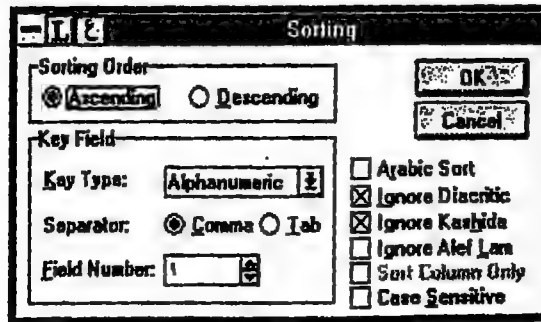 Sorting
Sorting Order
Ascending Descending
OK
Cancel
Key Field
Key Type: Alphanumeric
Separator: Comma Tab
Field Number: 1
Arabic Sort
Ignore Diacritic
Ignore Kashida
Ignore Alef Lam
Sort Column Only
Case Sensitive